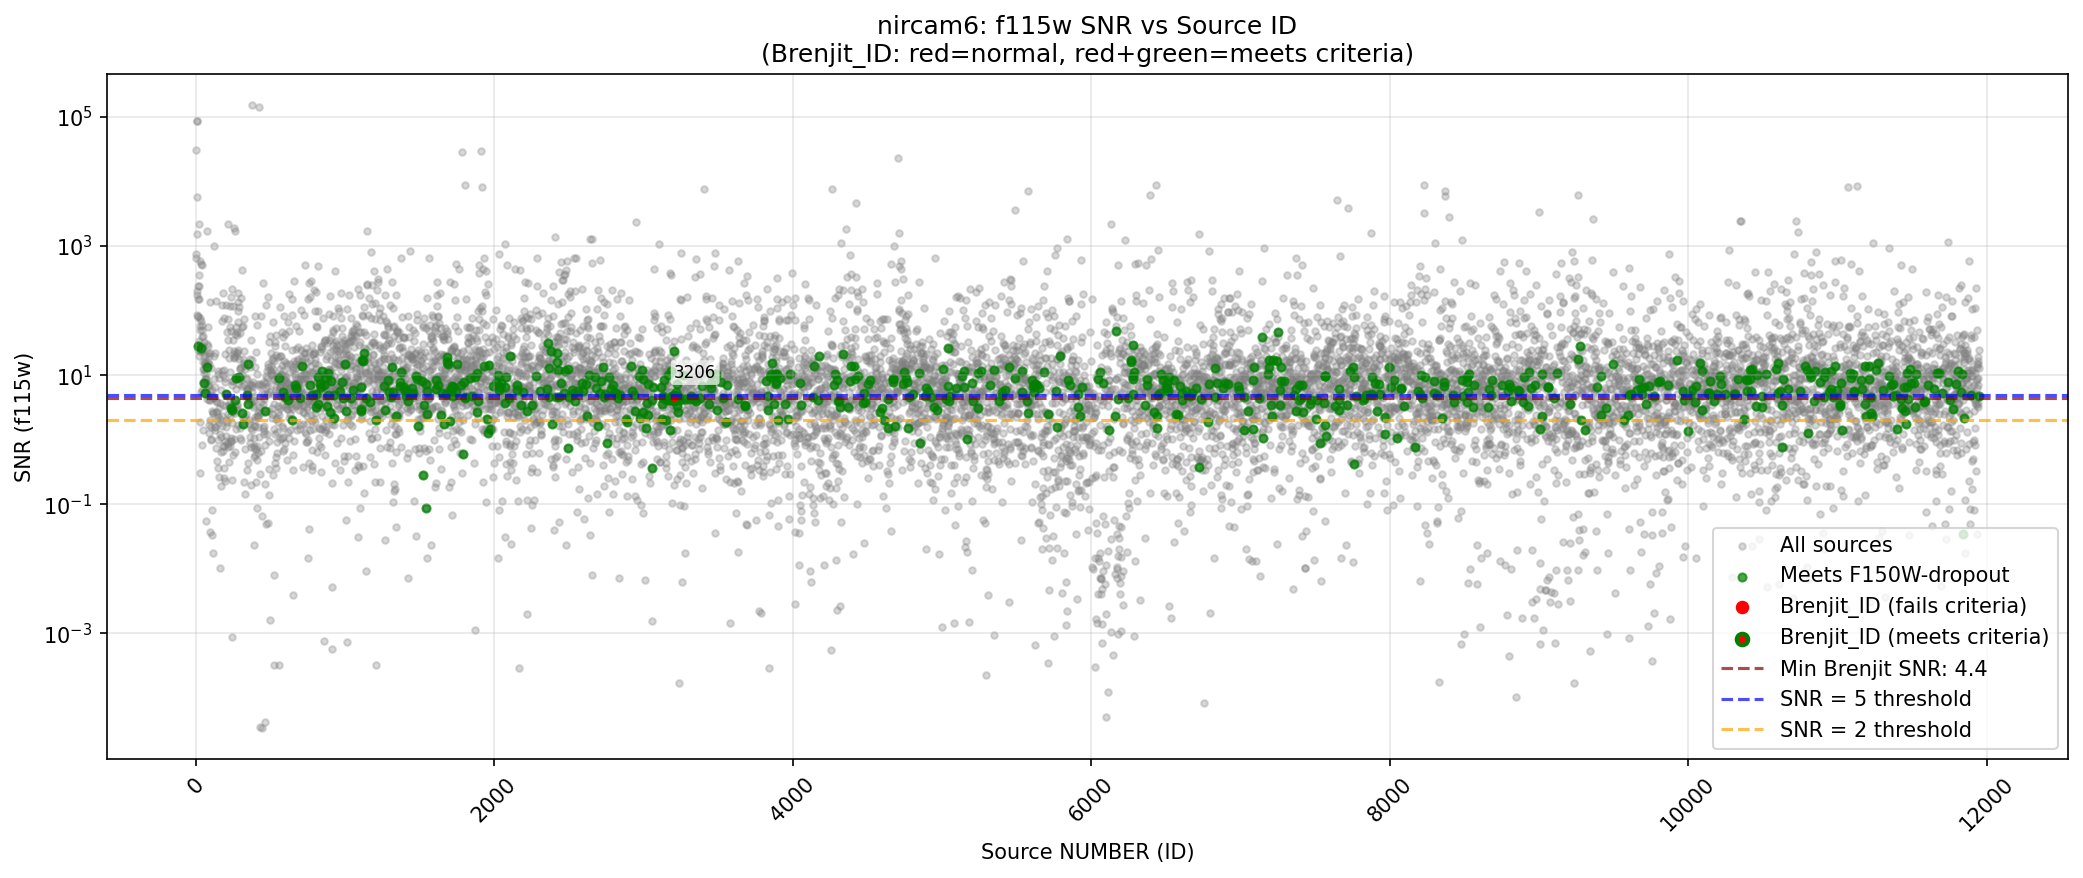 nircam6: f115w SNR vs Source ID
(Brenjit_ID: red=normal, red+green=meets criteria)
SNR (f115w)
10^5
10^3
10^1
10^-1
10^-3
3206
All sources
Meets F150W-dropout
Brenjit_ID (fails criteria)
Brenjit_ID (meets criteria)
Min Brenjit SNR: 4.4
SNR = 5 threshold
SNR = 2 threshold
0 2000 4000 6000 8000 10000 12000
Source NUMBER (ID)